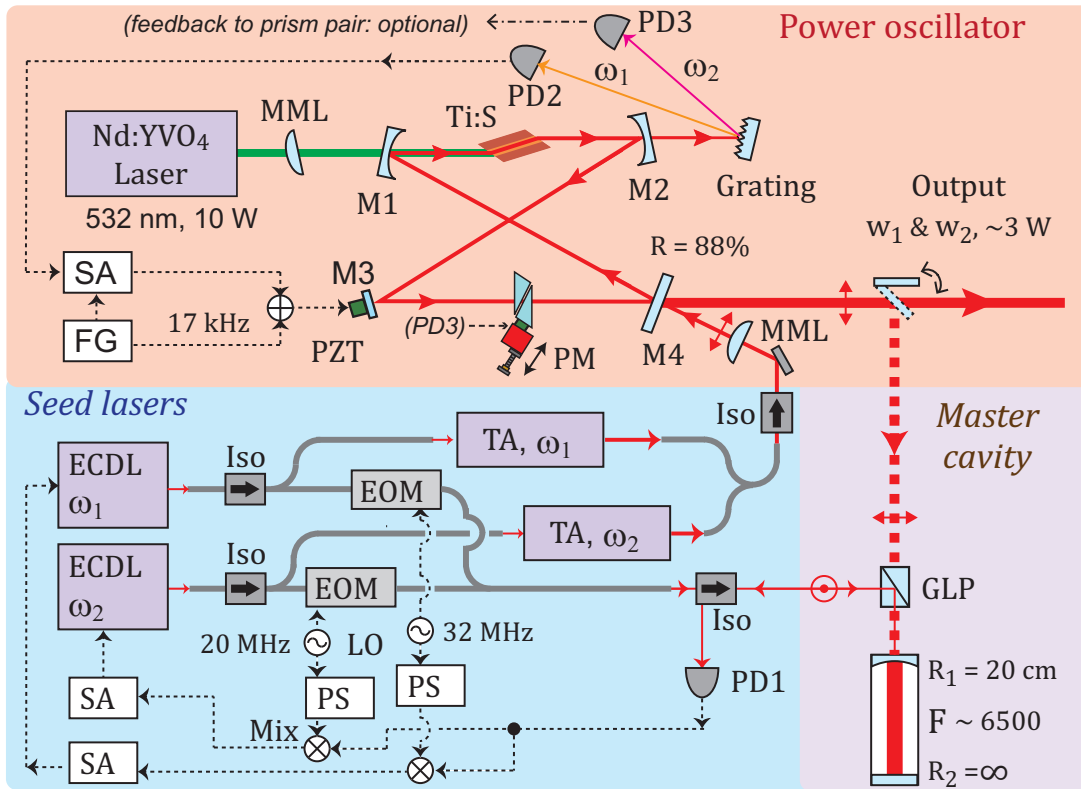 (feedback to prism pair: optional)
PD3
Power oscillator
ω1
ω2
PD2
MML
Ti:S
Nd:YVO4
Laser
M1
M2
Grating
Output
w1 & w2, ~3 W
532 nm, 10 W
R = 88%
SA
M3
17 kHz
FG
PZT
(PD3)
PM
M4
MML
Seed lasers
Iso
Master
cavity
ECDL
ω1
Iso
TA, ω1
EOM
TA, ω2
ECDL
ω2
Iso
EOM
GLP
Iso
20 MHz
LO
32 MHz
PD1
R1 = 20 cm
SA
PS
PS
F ~ 6500
Mix
SA
R2 = ∞